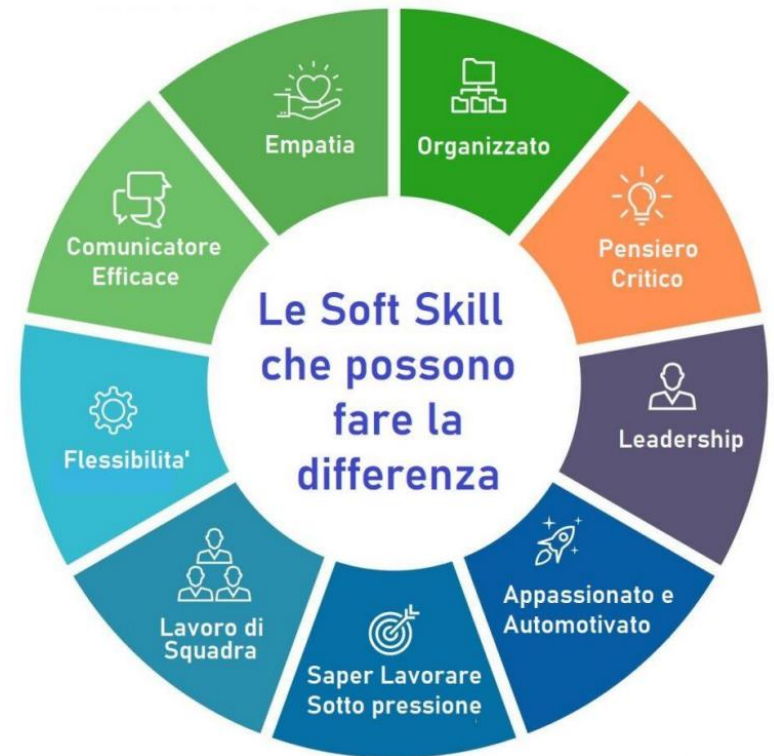 Le Soft Skill
che possono
fare la
differenza
Empatia
Organizzato
Pensiero
Critico
Leadership
Appassionato e
Automotivato
Saper Lavorare
Sotto pressione
Lavoro di
Squadra
Flessibilita'
Comunicatore
Efficace